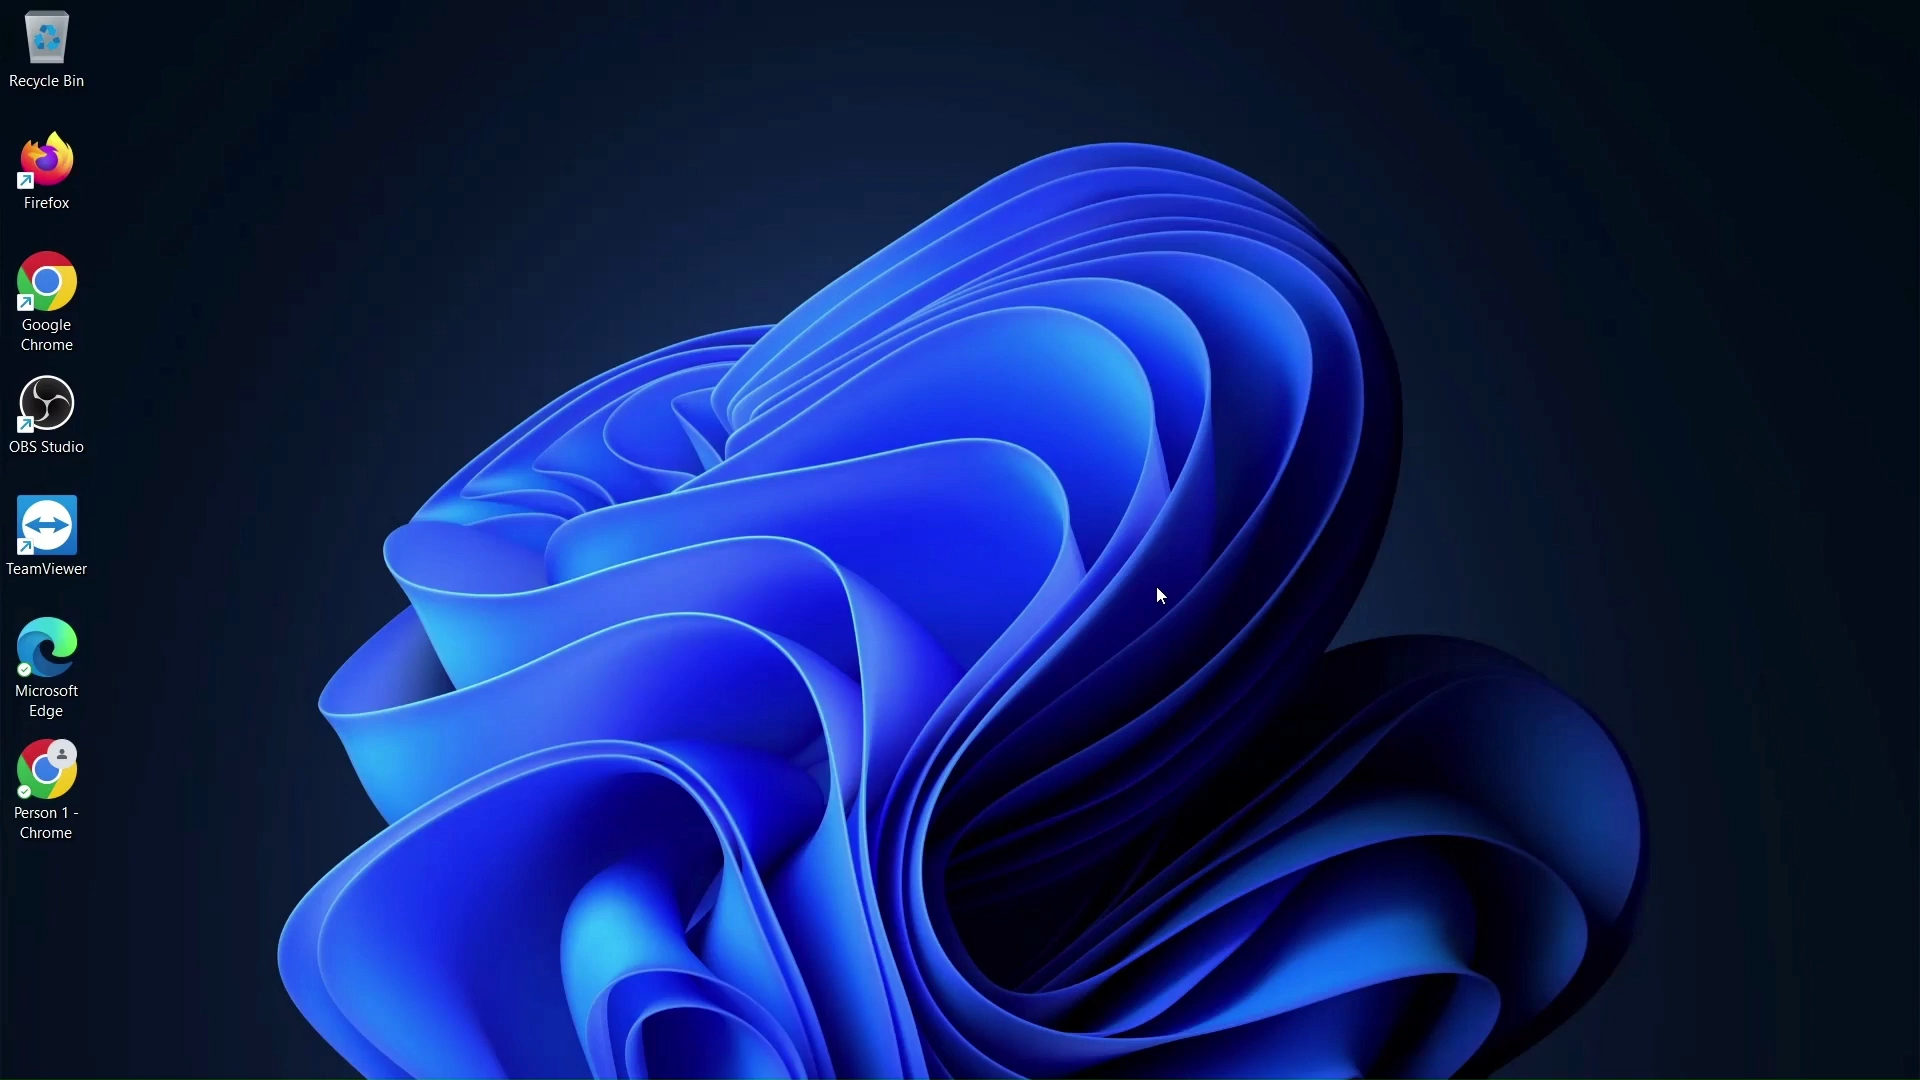 Recycle Bin
Firefox
Google
Chrome
OBS Studio
TeamViewer
Microsoft
Edge
Person 1 -
Chrome